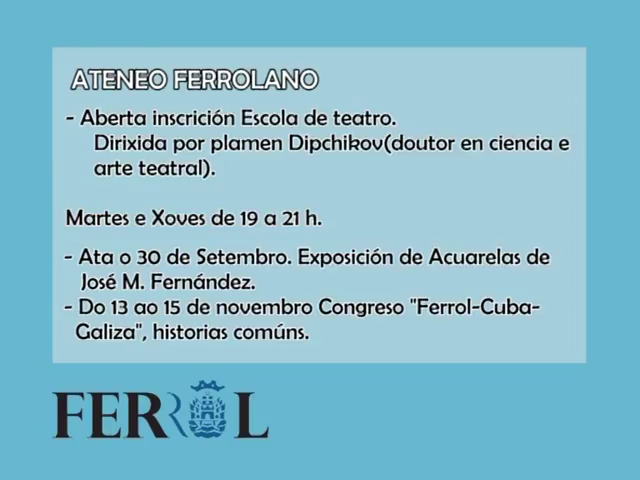 ATENEO FERROLANO
- Aberta inscrición Escola de teatro.
Dirixida por plamen Dipchikov(doutor en ciencia e
arte teatral).
Martes e Xoves de 19 a 21 h.
- Ata o 30 de Setembro. Exposición de Acuarelas de
José M. Fernández.
- Do 13 ao 15 de novembro Congreso "Ferrol-Cuba-
Galiza", historias comúns.
FERROL